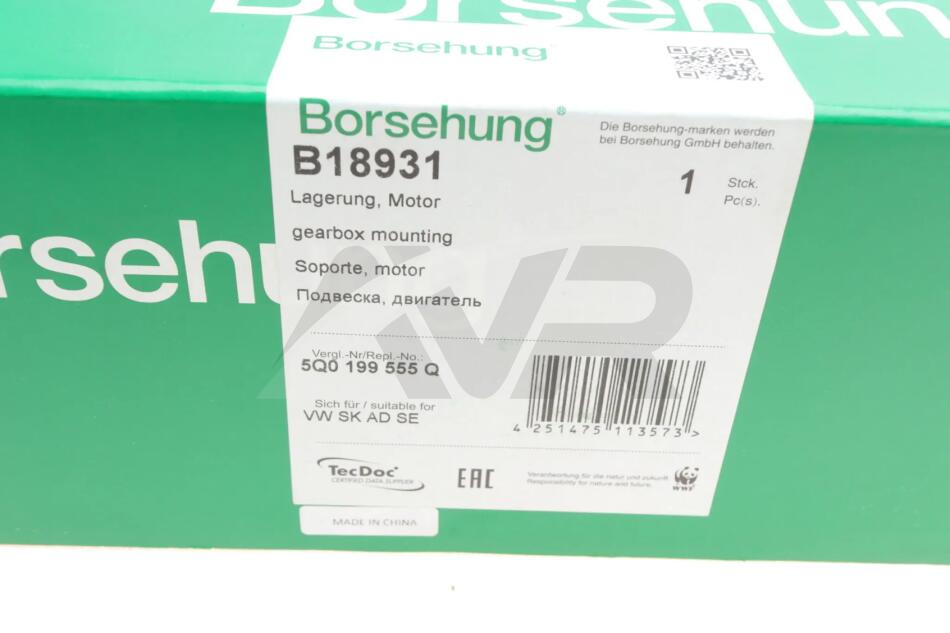 Borsehung
Borsehung
Borsehung®
Die Borsehung-marken werden
bei Borsehung GmbH behalten.
B18931
1 Stck.
Pc(s).
Lagerung, Motor
gearbox mounting
Soporte, motor
Подвеска, двигатель
Borsehung
AVR
Vergl.-Nr/Repl.-No.:
5Q0 199 555 Q
Sich für / suitable for
VW SK AD SE
4 251475 113573 >
TecDoc
CERTIFIED DATA SUPPLIER
EAC
Verantwortung für die natur und zukunft.
Responsibility for nature and future.
WWF
MADE IN CHINA